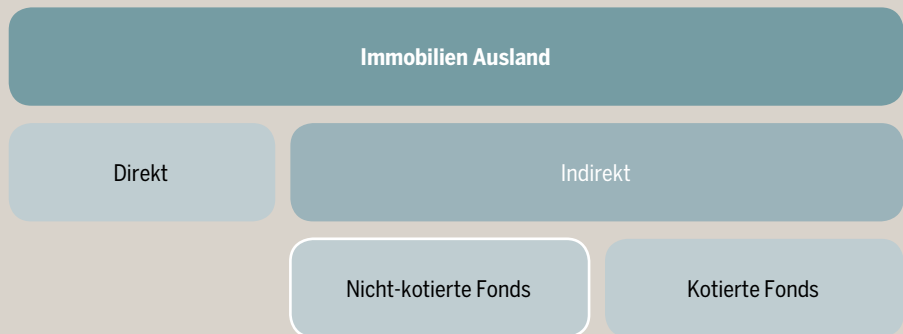 Immobilien Ausland
Direkt
Indirekt
Nicht-kotierte Fonds
Kotierte Fonds